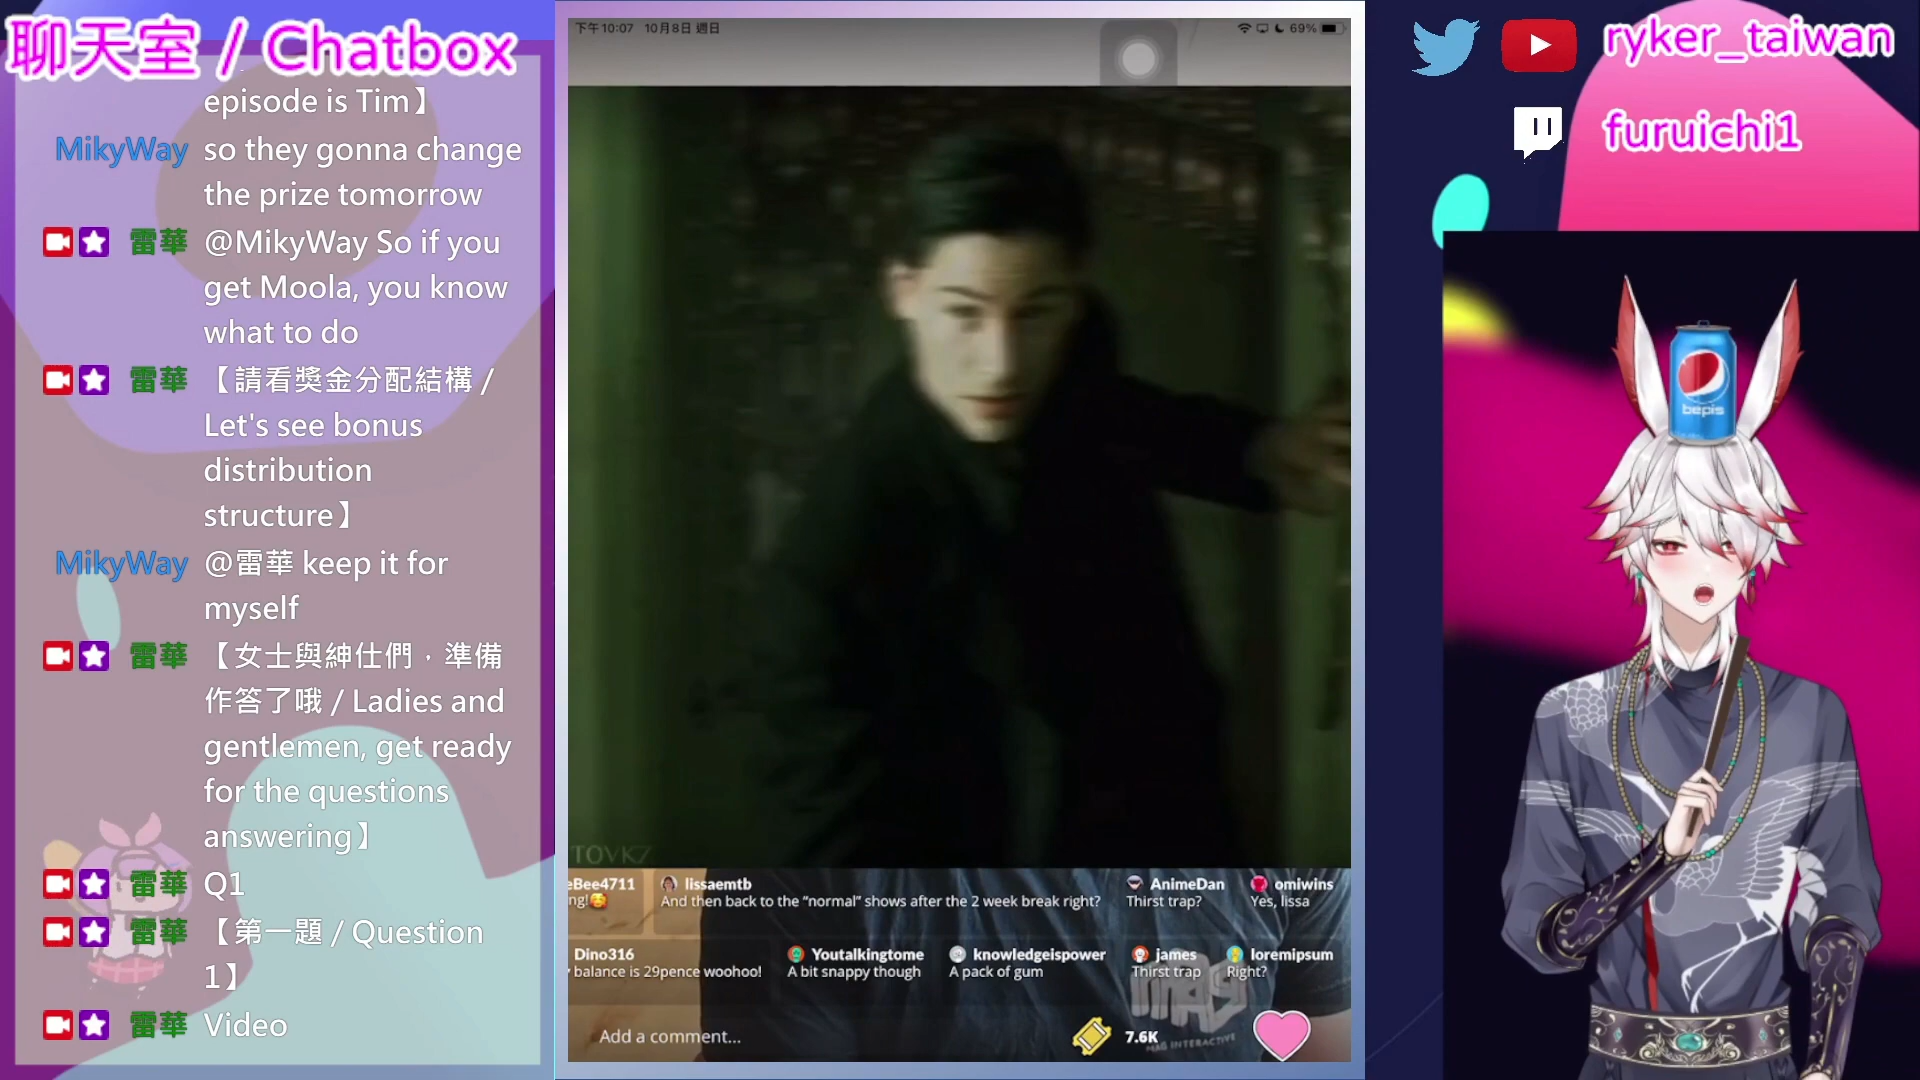 聊天室 / Chatbox
episode is Tim】
MikyWay so they gonna change
the prize tomorrow
雷華 @MikyWay So if you
get Moola, you know
what to do
雷華 【請看獎金分配結構 /
Let's see bonus
distribution
structure】
MikyWay @雷華 keep it for
myself
雷華 【女士與紳仕們，準備
作答了哦 / Ladies and
gentlemen, get ready
for the questions
answering】
雷華 Q1
雷華 【第一題 / Question
1】
雷華 Video
下午10:07 10月8日 週日
69%
TOVK7
eBee4711
ng!
lissaemtb
And then back to the “normal” shows after the 2 week break right?
AnimeDan
Thirst trap?
omiwins
Yes, lissa
Dino316
balance is 29pence woohoo!
Youtalkingtome
A bit snappy though
knowledgeispower
A pack of gum
james
Thirst trap
loremipsum
Right?
Add a comment...
7.6K
MAG INTERACTIVE
ryker_taiwan
furuichi1
bepis